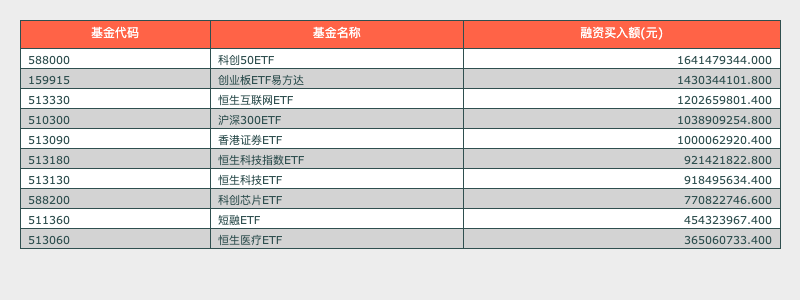 基金代码 基金名称 融资买入额(元)
588000 科创50ETF 1641479344.000
159915 创业板ETF易方达 1430344101.800
513330 恒生互联网ETF 1202659801.400
510300 沪深300ETF 1038909254.800
513090 香港证券ETF 1000062920.400
513180 恒生科技指数ETF 921421822.800
513130 恒生科技ETF 918495634.400
588200 科创芯片ETF 770822746.600
511360 短融ETF 454323967.400
513060 恒生医疗ETF 365060733.400